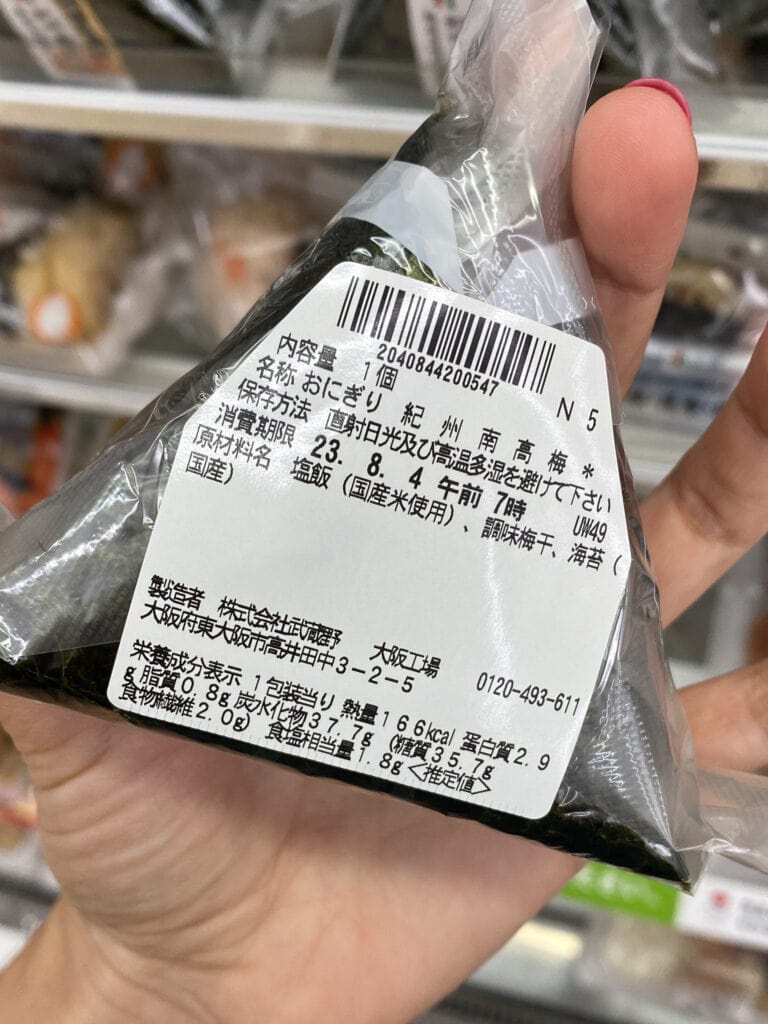 2040844200547
N 5
内容量 1個
名称 おにぎり 紀州南高梅*
保存方法 直射日光及び高温多湿を避けて下さい
消費期限 23. 8. 4 午前 7時 UW49
原材料名 塩飯(国産米使用)、調味梅干、海苔(
国産)
製造者 株式会社武蔵野 大阪工場
大阪府東大阪市高井田中3-2-5 0120-493-611
栄養成分表示 1包装当り 熱量166kcal 蛋白質2.9
g 脂質0.8g 炭水化物37.7g (糖質35.7g
食物繊維2.0g) 食塩相当量1.8g<推定値>